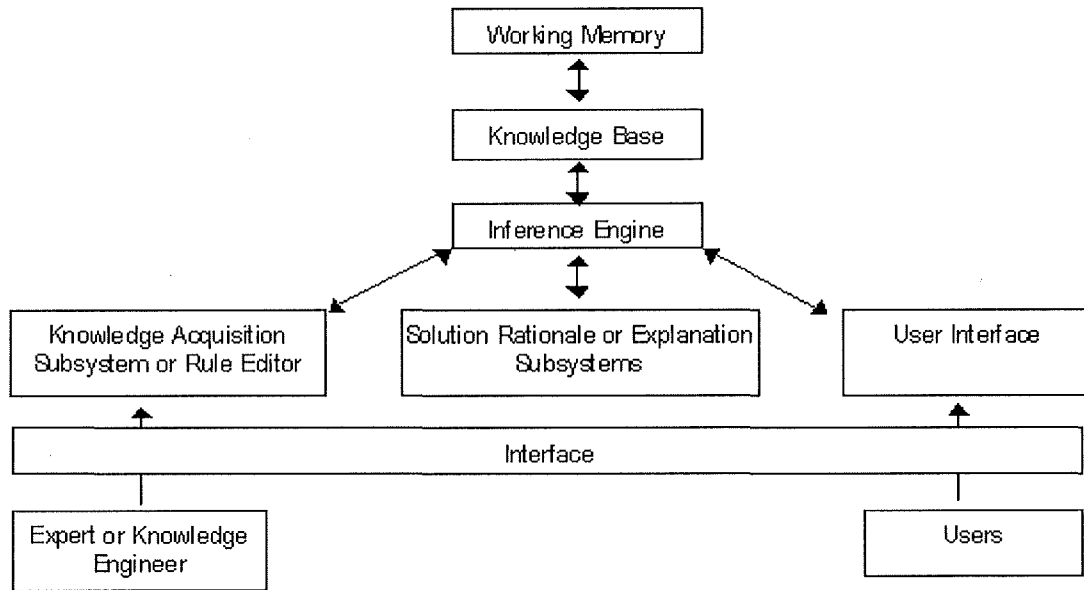 Working Memory
Knowledge Base
Inference Engine
Knowledge Acquisition
Subsystem or Rule Editor
Solution Rationale or Explanation
Subsystems
User Interface
Interface
Expert or Knowledge
Engineer
Users